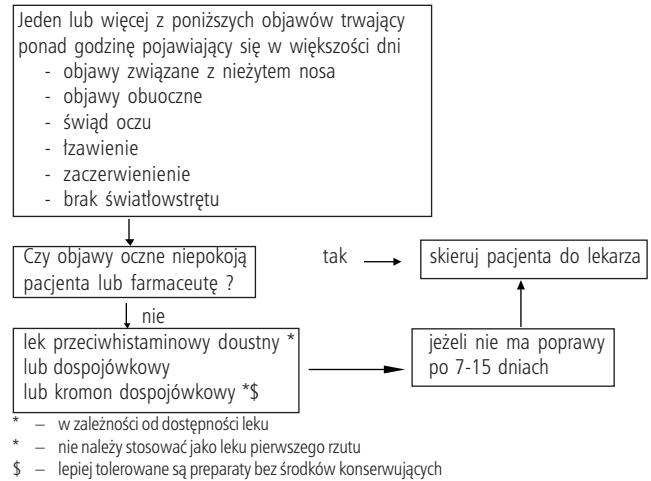 Jeden lub więcej z poniższych objawów trwający
ponad godzinę pojawiający się w większości dni
- objawy związane z nieżytem nosa
- objawy obuoczne
- świąd oczu
- łzawienie
- zaczerwienienie
- brak światłowstrętu
Czy objawy oczne niepokoją
pacjenta lub farmaceutę ?
tak
skieruj pacjenta do lekarza
nie
lek przeciwhistaminowy doustny *
lub dospojówkowy
lub kromon dospojówkowy *$
jeżeli nie ma poprawy
po 7-15 dniach
* – w zależności od dostępności leku
* – nie należy stosować jako leku pierwszego rzutu
$ – lepiej tolerowane są preparaty bez środków konserwujących